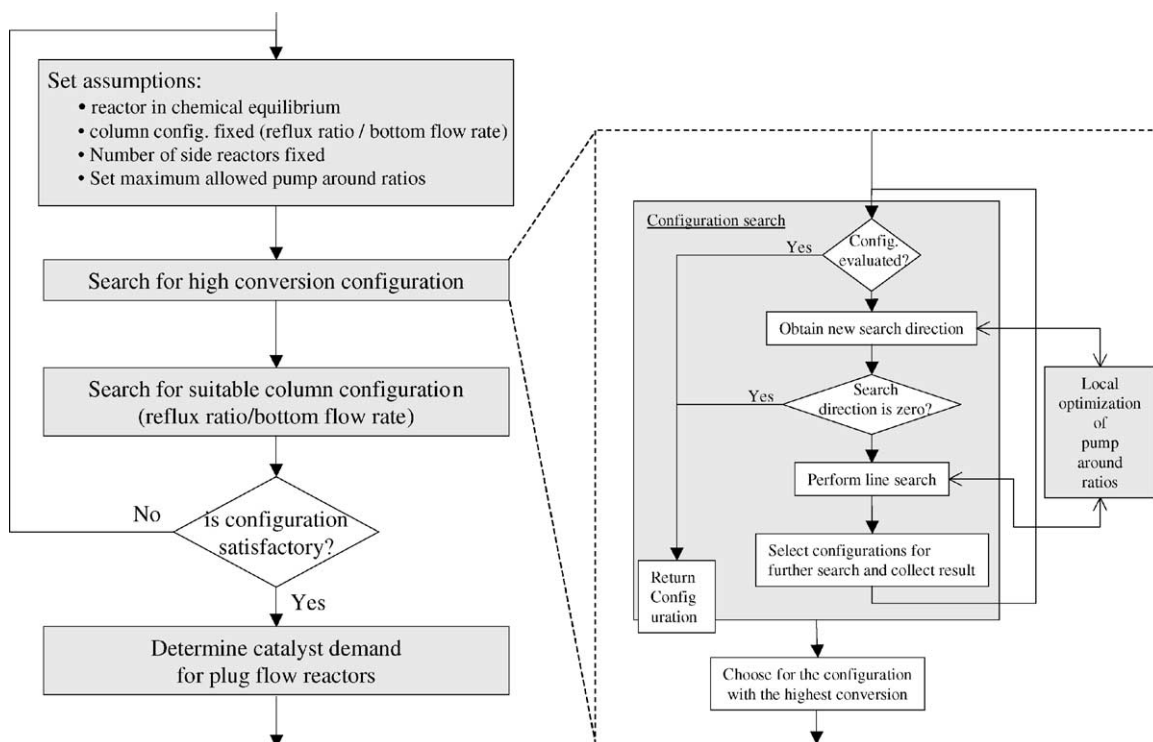 Set assumptions:
• reactor in chemical equilibrium
• column config. fixed (reflux ratio / bottom flow rate)
• Number of side reactors fixed
• Set maximum allowed pump around ratios
Search for high conversion configuration
Search for suitable column configuration
(reflux ratio/bottom flow rate)
No
is configuration
satisfactory?
Yes
Determine catalyst demand
for plug flow reactors
Configuration search
Yes
Config.
evaluated?
Obtain new search direction
Yes
Search
direction is zero?
Perform line search
Select configurations for
further search and collect result
Return
Config
uration
Local
optimization
of
pump
around
ratios
Choose for the configuration
with the highest conversion